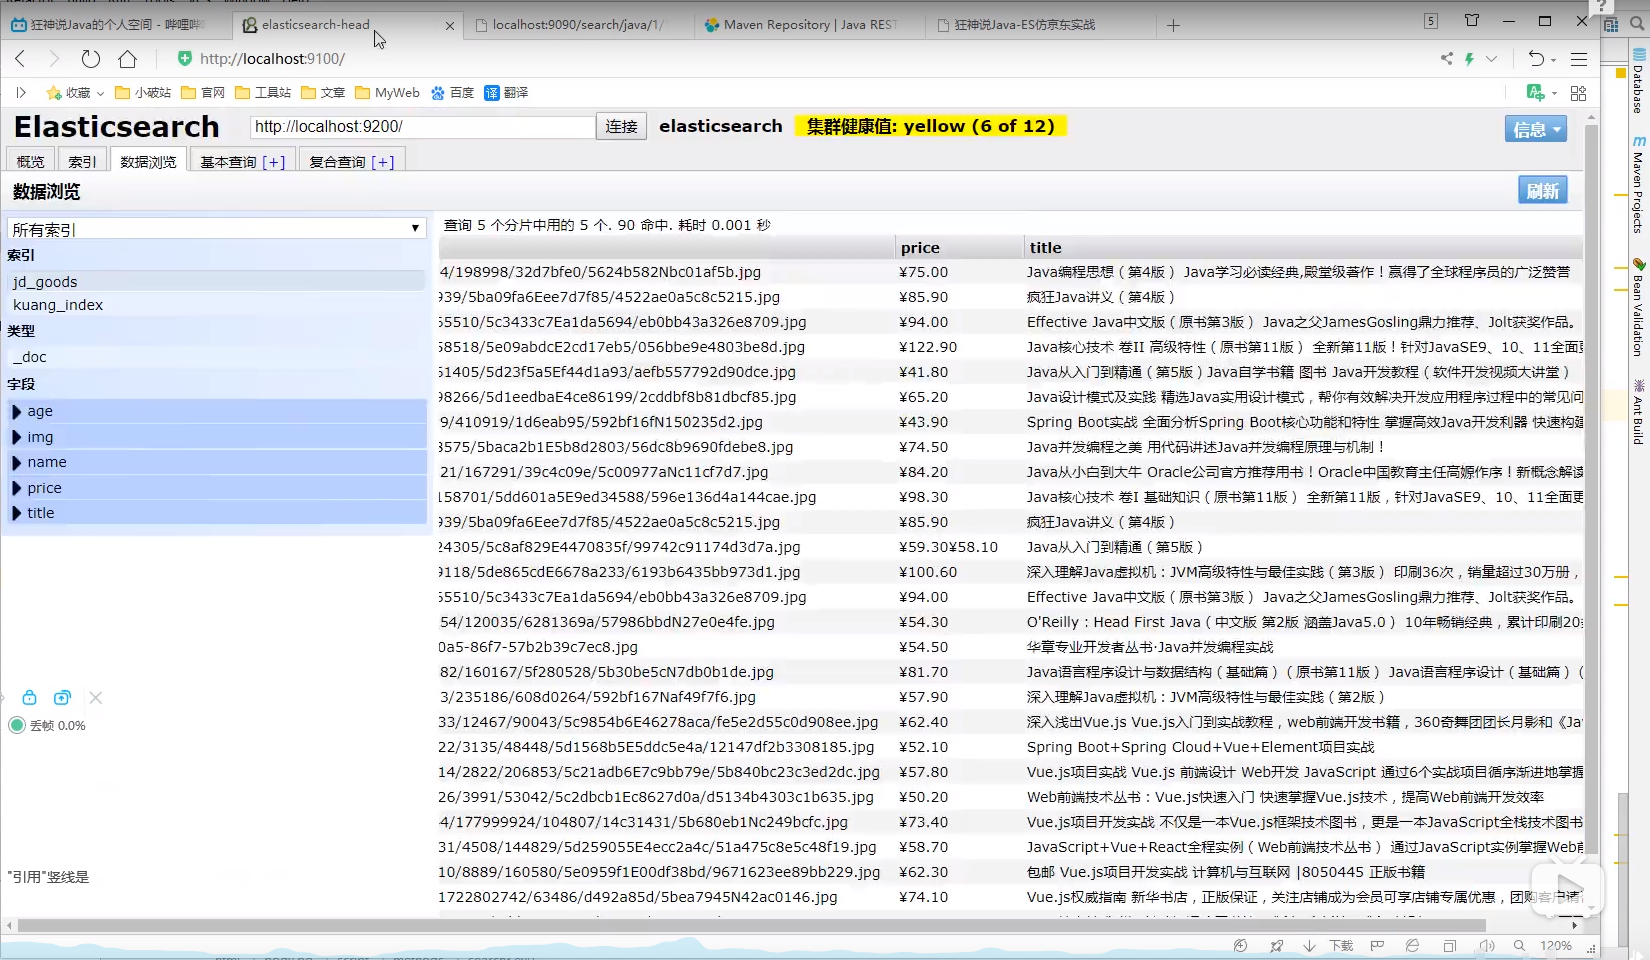 狂神说Java的个人空间 - 哔哩哔
elasticsearch-head
localhost:9090/search/java/1/
Maven Repository | Java REST
狂神说Java-ES仿京东实战
5
http://localhost:9100/
收藏
小破站
官网
工具站
文章
MyWeb
百度
译 翻译
Elasticsearch
http://localhost:9200/
连接
elasticsearch
集群健康值: yellow (6 of 12)
信息
概览
索引
数据浏览
基本查询 [+]
复合查询 [+]
数据浏览
刷新
所有索引
索引
jd_goods
kuang_index
类型
_doc
字段
age
img
name
price
title
查询 5 个分片中用的 5 个. 90 命中. 耗时 0.001 秒
price title
4/198998/32d7bfe0/5624b582Nbc01af5b.jpg ¥75.00 Java编程思想（第4版） Java学习必读经典,殿堂级著作！赢得了全球程序员的广泛赞誉
939/5ba09fa6Eee7d7f85/4522ae0a5c8c5215.jpg ¥85.90 疯狂Java讲义（第4版）
55510/5c3433c7Ea1da5694/eb0bb43a326e8709.jpg ¥94.00 Effective Java中文版（原书第3版） Java之父JamesGosling鼎力推荐、Jolt获奖作品。
58518/5e09abdcE2cd17eb5/056bbe9e4803be8d.jpg ¥122.90 Java核心技术 卷II 高级特性（原书第11版） 全新第11版！针对JavaSE9、10、11全面更
51405/5d23f5a5Ef44d1a93/aefb557792d90dce.jpg ¥41.80 Java从入门到精通（第5版）Java自学书籍 图书 Java开发教程（软件开发视频大讲堂）
98266/5d1eedbaE4ce86199/2cddbf8b81dbcf85.jpg ¥65.20 Java设计模式及实践 精选Java实用设计模式，帮你有效解决开发应用程序过程中的常见问
9/410919/1d6eab95/592bf16fN150235d2.jpg ¥43.90 Spring Boot实战 全面分析Spring Boot核心功能和特性 掌握高效Java开发利器 快速构建
3575/5baca2b1E5b8d2803/56dc8b9690fdebe8.jpg ¥74.50 Java并发编程之美 用代码讲述Java并发编程原理与机制！
21/167291/39c4c09e/5c00977aNc11cf7d7.jpg ¥84.20 Java从小白到大牛 Oracle公司官方推荐用书！Oracle中国教育主任高嫄作序！新概念解读
158701/5dd601a5E9ed34588/596e136d4a144cae.jpg ¥98.30 Java核心技术 卷I 基础知识（原书第11版） 全新第11版，针对JavaSE9、10、11全面更
939/5ba09fa6Eee7d7f85/4522ae0a5c8c5215.jpg ¥85.90 疯狂Java讲义（第4版）
24305/5c8af829E4470835f/99742c91174d3d7a.jpg ¥59.30¥58.10 Java从入门到精通（第5版）
9118/5de865cdE6678a233/6193b6435bb973d1.jpg ¥100.60 深入理解Java虚拟机：JVM高级特性与最佳实践（第3版） 印刷36次，销量超过30万册，
55510/5c3433c7Ea1da5694/eb0bb43a326e8709.jpg ¥94.00 Effective Java中文版（原书第3版） Java之父JamesGosling鼎力推荐、Jolt获奖作品。
54/120035/6281369a/57986bbdN27e0e4fe.jpg ¥54.30 O'Reilly：Head First Java（中文版 第2版 涵盖Java5.0） 10年畅销经典，累计印刷20
0a5-86f7-57b2b39c7ec8.jpg ¥54.50 华章专业开发者丛书·Java并发编程实战
82/160167/5f280528/5b30be5cN7db0b1de.jpg ¥81.70 Java语言程序设计与数据结构（基础篇）（原书第11版） Java语言程序设计（基础篇）（
3/235186/608d0264/592bf167Naf49f7f6.jpg ¥57.90 深入理解Java虚拟机：JVM高级特性与最佳实践（第2版）
33/12467/90043/5c9854b6E46278aca/fe5e2d55c0d908ee.jpg ¥62.40 深入浅出Vue.js Vue.js入门到实战教程，web前端开发书籍，360奇舞团团长月影和《Ja
22/3135/48448/5d1568b5E5ddc5e4a/12147df2b3308185.jpg ¥52.10 Spring Boot+Spring Cloud+Vue+Element项目实战
14/2822/206853/5c21adb6E7c9bb79e/5b840bc23c3ed2dc.jpg ¥57.80 Vue.js项目实战 Vue.js 前端设计 Web开发 JavaScript 通过6个实战项目循序渐进地掌握
26/3991/53042/5c2dbcb1Ec8627d0a/d5134b4303c1b635.jpg ¥50.20 Web前端技术丛书：Vue.js快速入门 快速掌握Vue.js技术，提高Web前端开发效率
4/177999924/104807/14c31431/5b680eb1Nc249bcfc.jpg ¥73.40 Vue.js项目开发实战 不仅是一本Vue.js框架技术图书，更是一本JavaScript全栈技术图书
31/4508/144829/5d259055E4ecc2a4c/51a475c8e5c48f19.jpg ¥58.70 JavaScript+Vue+React全程实例（Web前端技术丛书） 通过JavaScript实例掌握Web前
10/8889/160580/5e0959f1E00df38bd/9671623ee89bb229.jpg ¥62.30 包邮 Vue.js项目开发实战 计算机与互联网 |8050445 正版书籍
1722802742/63486/d492a85d/5bea7945N42ac0146.jpg ¥74.10 Vue.js权威指南 新华书店，正版保证，关注店铺成为会员可享店铺专属优惠，团购客户请
丢帧 0.0%
"引用"竖线是
下载
120%
Database
Maven Projects
Bean Validation
Ant Build